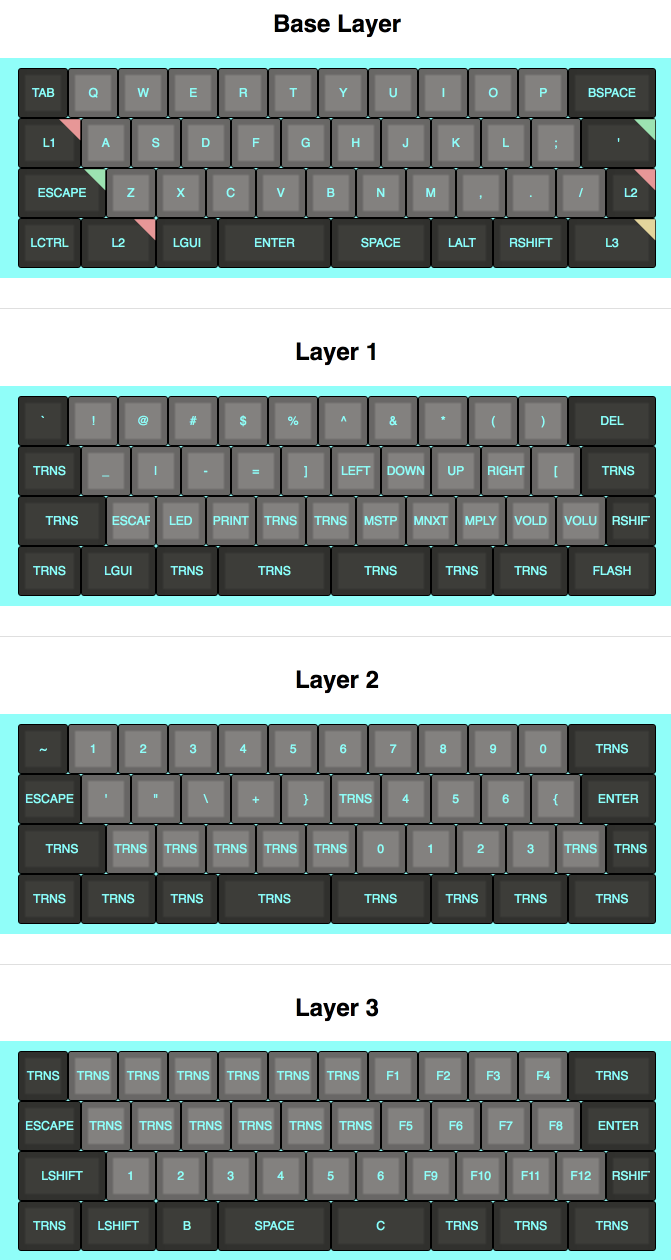 Base Layer
TAB Q W E R T Y U I O P BSPACE
L1 A S D F G H J K L ; '
ESCAPE Z X C V B N M , . / L2
LCTRL L2 LGUI ENTER SPACE LALT RSHIFT L3
Layer 1
` ! @ # $ % ^ & * ( ) DEL
TRNS _ | - = ] LEFT DOWN UP RIGHT [ TRNS
TRNS ESCAP LED PRINT TRNS TRNS MSTP MNXT MPLY VOLD VOLU RSHIF
TRNS LGUI TRNS TRNS TRNS TRNS TRNS FLASH
Layer 2
~ 1 2 3 4 5 6 7 8 9 0 TRNS
ESCAPE ' " \ + } TRNS 4 5 6 { ENTER
TRNS TRNS TRNS TRNS TRNS TRNS 0 1 2 3 TRNS TRNS
TRNS TRNS TRNS TRNS TRNS TRNS TRNS TRNS
Layer 3
TRNS TRNS TRNS TRNS TRNS TRNS TRNS F1 F2 F3 F4 TRNS
ESCAPE TRNS TRNS TRNS TRNS TRNS TRNS F5 F6 F7 F8 ENTER
LSHIFT 1 2 3 4 5 6 F9 F10 F11 F12 RSHIF
TRNS LSHIFT B SPACE C TRNS TRNS TRNS